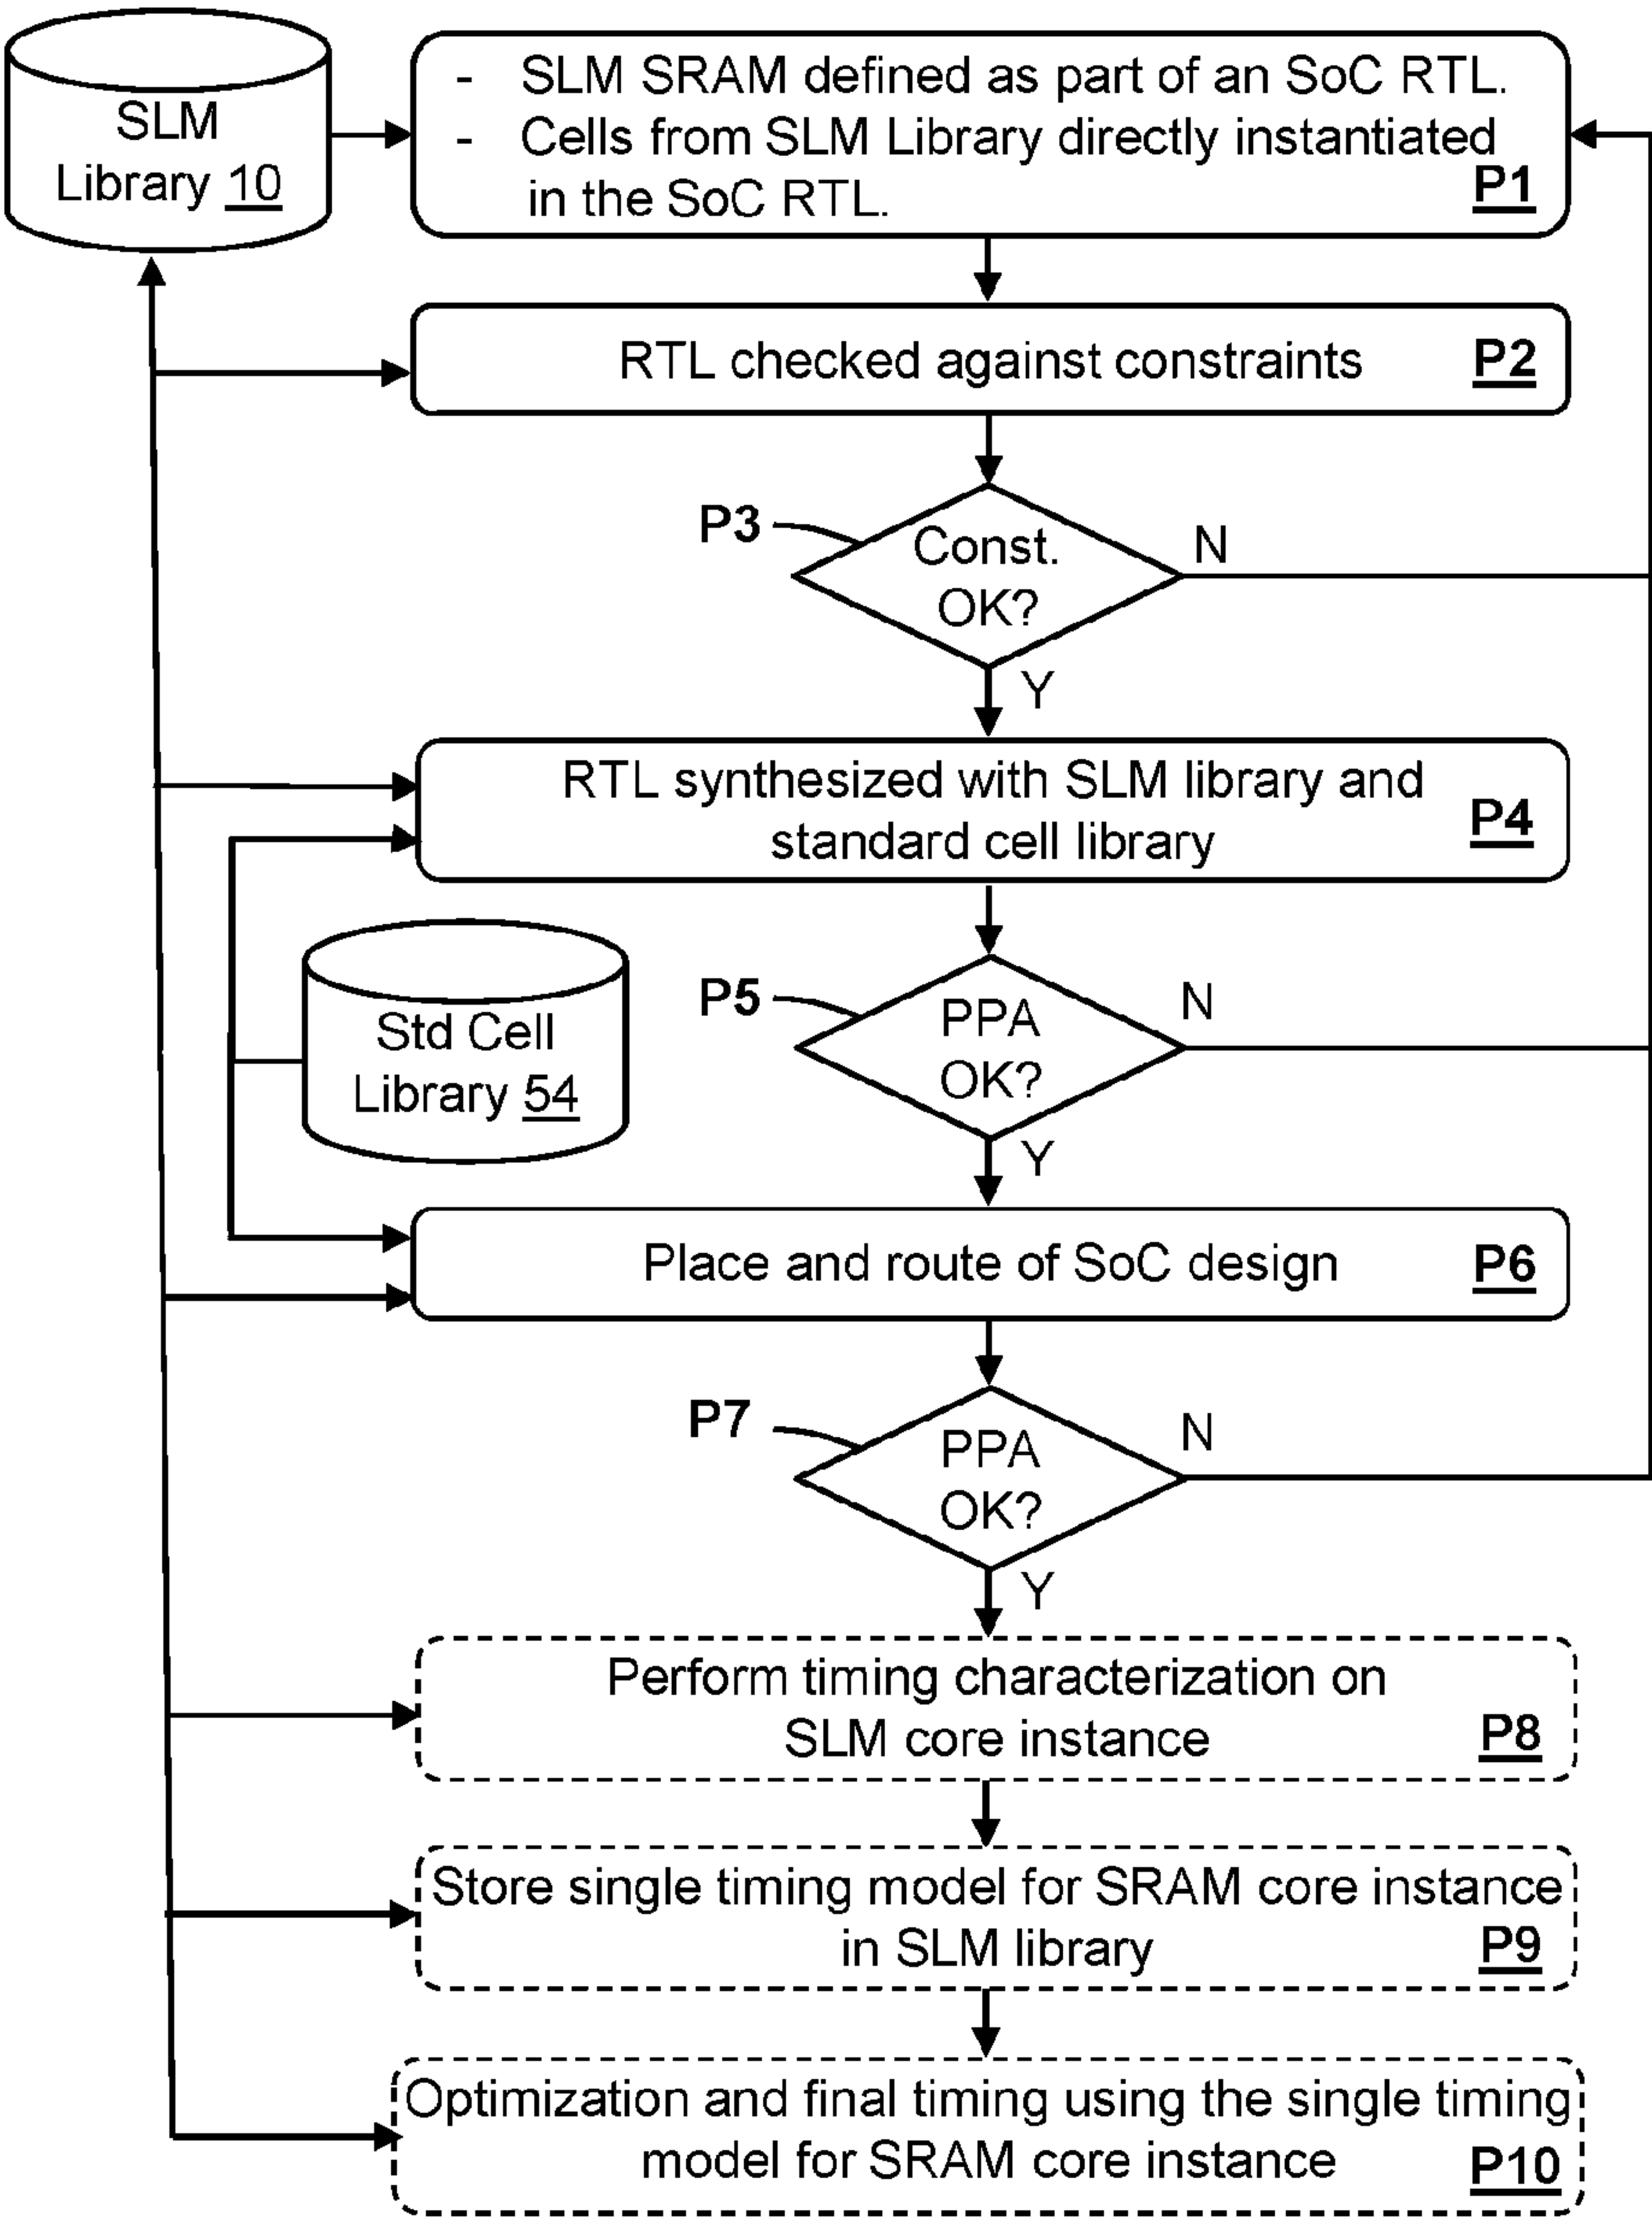 SLM
Library 10
- SLM SRAM defined as part of an SoC RTL.
- Cells from SLM Library directly instantiated
in the SoC RTL.
P1
RTL checked against constraints
P2
P3
Const.
OK?
N
Y
RTL synthesized with SLM library and
standard cell library
P4
Std Cell
Library 54
P5
PPA
OK?
N
Y
Place and route of SoC design
P6
P7
PPA
OK?
N
Y
Perform timing characterization on
SLM core instance
P8
Store single timing model for SRAM core instance
in SLM library
P9
Optimization and final timing using the single timing
model for SRAM core instance
P10